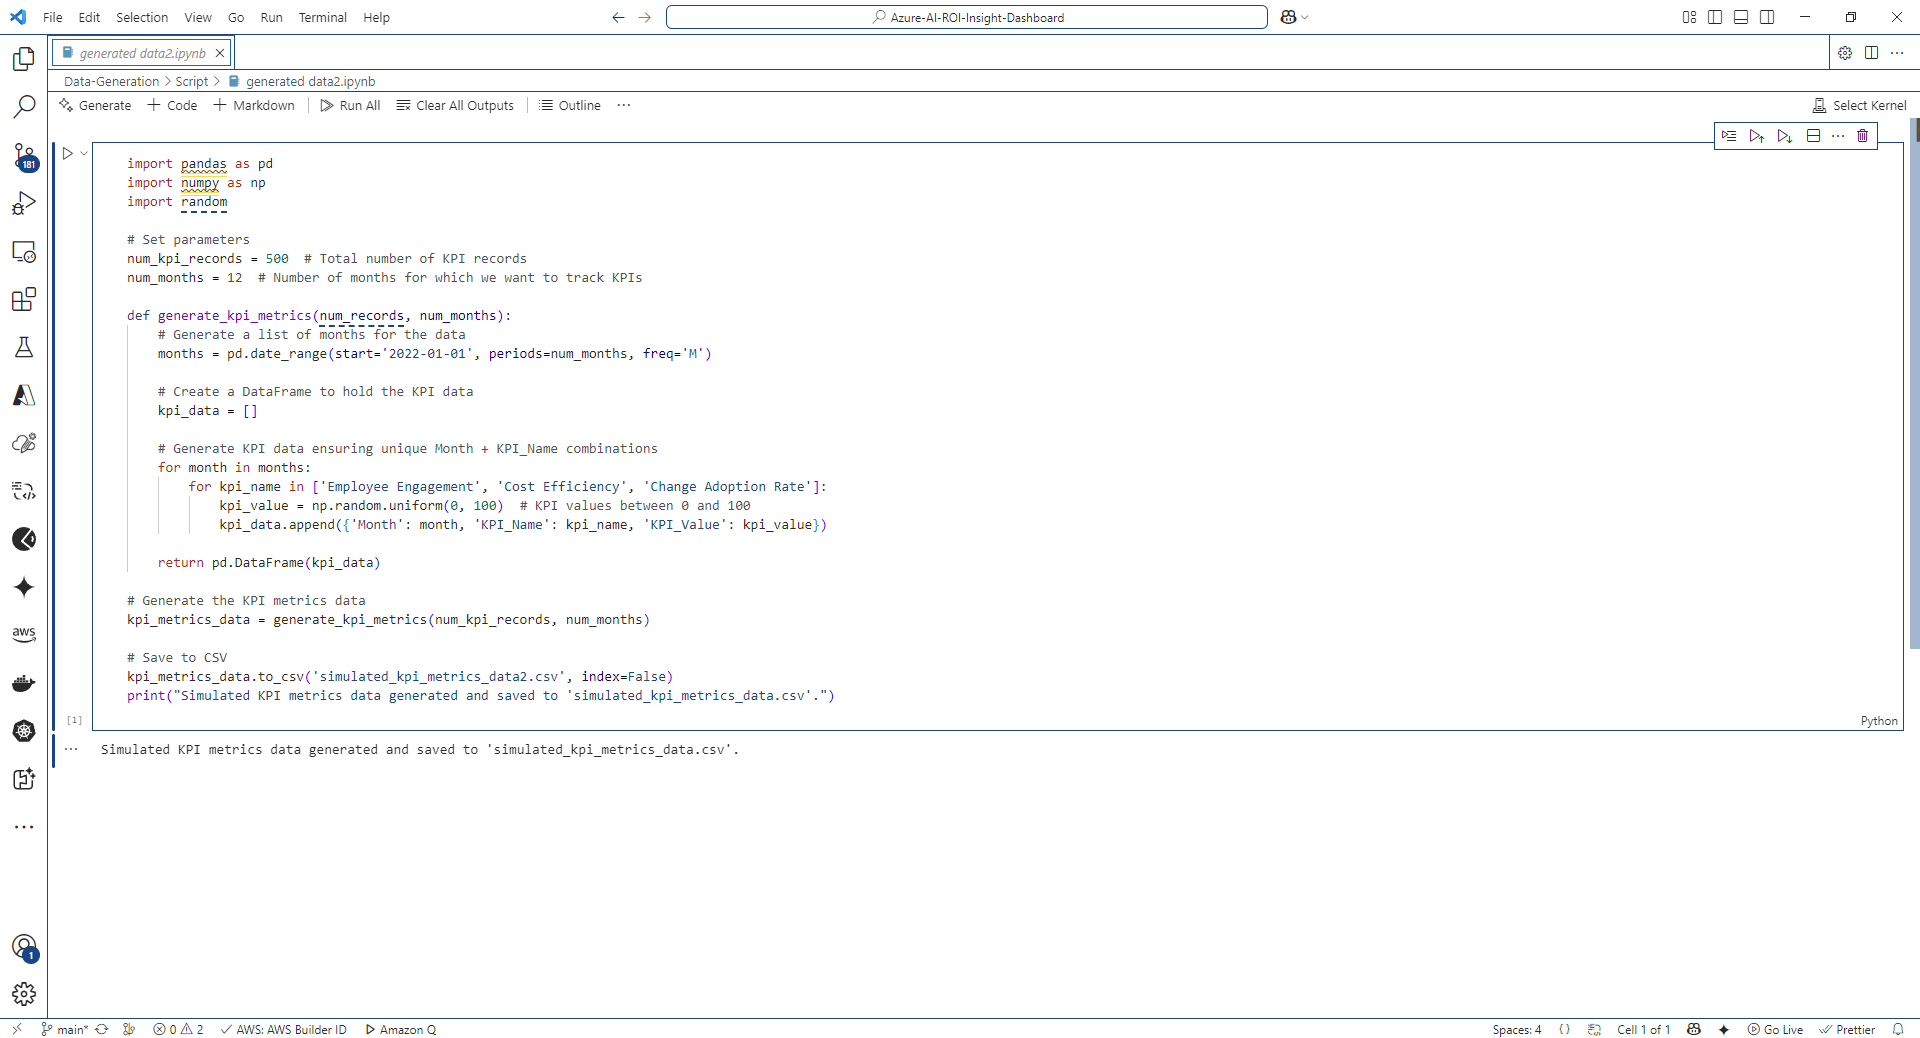 File Edit Selection View Go Run Terminal Help
Azure-AI-ROI-Insight-Dashboard
generated data2.ipynb
Data-Generation > Script > generated data2.ipynb
Generate + Code + Markdown Run All Clear All Outputs Outline ...
Select Kernel
181
import pandas as pd
import numpy as np
import random
# Set parameters
num_kpi_records = 500  # Total number of KPI records
num_months = 12  # Number of months for which we want to track KPIs
def generate_kpi_metrics(num_records, num_months):
    # Generate a list of months for the data
    months = pd.date_range(start='2022-01-01', periods=num_months, freq='M')
    # Create a DataFrame to hold the KPI data
    kpi_data = []
    # Generate KPI data ensuring unique Month + KPI_Name combinations
    for month in months:
        for kpi_name in ['Employee Engagement', 'Cost Efficiency', 'Change Adoption Rate']:
            kpi_value = np.random.uniform(0, 100)  # KPI values between 0 and 100
            kpi_data.append({'Month': month, 'KPI_Name': kpi_name, 'KPI_Value': kpi_value})
    return pd.DataFrame(kpi_data)
# Generate the KPI metrics data
kpi_metrics_data = generate_kpi_metrics(num_kpi_records, num_months)
# Save to CSV
kpi_metrics_data.to_csv('simulated_kpi_metrics_data2.csv', index=False)
print("Simulated KPI metrics data generated and saved to 'simulated_kpi_metrics_data.csv'.")
[1]
Python
... Simulated KPI metrics data generated and saved to 'simulated_kpi_metrics_data.csv'.
aws
1
main* 0 2 AWS: AWS Builder ID Amazon Q
Spaces: 4 {} Cell 1 of 1 Go Live Prettier